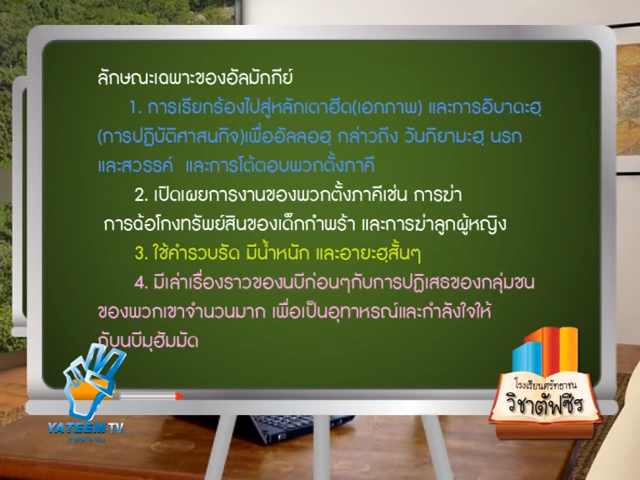 ลักษณะเฉพาะของอัลมักกีย์
1. การเรียกร้องไปสู่หลักเตาฮีด(เอกภาพ) และการอิบาดะฮฺ
(การปฏิบัติศาสนกิจ)เพื่ออัลลอฮฺ กล่าวถึง วันกิยามะฮฺ นรก
และสวรรค์ และการโต้ตอบพวกตั้งภาคี
2. เปิดเผยการงานของพวกตั้งภาคีเช่น การฆ่า
การฉ้อโกงทรัพย์สินของเด็กกำพร้า และการฆ่าลูกผู้หญิง
3. ใช้คำรวบรัด มีน้ำหนัก และอายะฮฺสั้นๆ
4. มีเล่าเรื่องราวของนบีก่อนๆกับการปฏิเสธของกลุ่มชน
ของพวกเขาจำนวนมาก เพื่อเป็นอุทาหรณ์และกำลังใจให้
กับนบีมุฮัมมัด
YATEEM TV
โรงเรียนศรัทธาชน
วิชาตัฟซีร